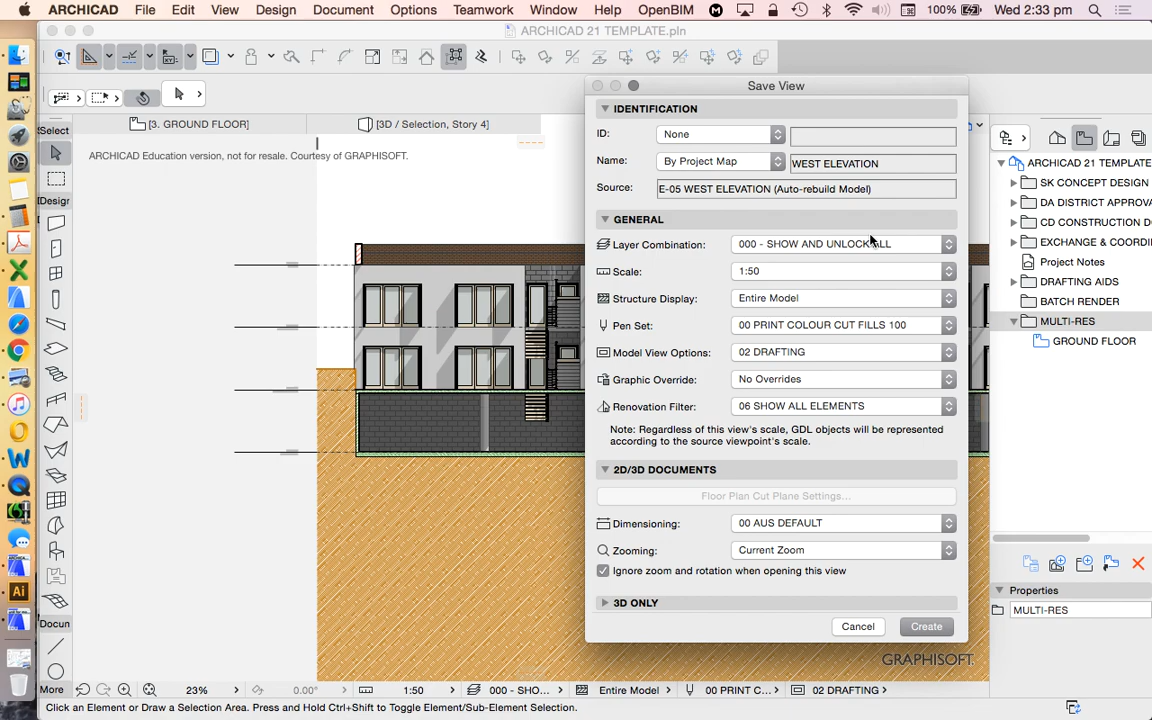 ARCHICAD File Edit View Design Document Options Teamwork Window Help OpenBIM 100% Wed 2:33 pm
ARCHICAD 21 TEMPLATE.pln
Save View
Select
[3. GROUND FLOOR]
[3D / Selection, Story 4]
ARCHICAD Education version, not for resale. Courtesy of GRAPHISOFT.
Desigr
Docun
More
IDENTIFICATION
ID: None
Name: By Project Map WEST ELEVATION
Source: E-05 WEST ELEVATION (Auto-rebuild Model)
GENERAL
Layer Combination: 000 - SHOW AND UNLOCK ALL
Scale: 1:50
Structure Display: Entire Model
Pen Set: 00 PRINT COLOUR CUT FILLS 100
Model View Options: 02 DRAFTING
Graphic Override: No Overrides
Renovation Filter: 06 SHOW ALL ELEMENTS
Note: Regardless of this view's scale, GDL objects will be represented
according to the source viewpoint's scale.
2D/3D DOCUMENTS
Floor Plan Cut Plane Settings...
Dimensioning: 00 AUS DEFAULT
Zooming: Current Zoom
Ignore zoom and rotation when opening this view
3D ONLY
Cancel Create
GRAPHISOFT.
ARCHICAD 21 TEMPLATE
SK CONCEPT DESIGN
DA DISTRICT APPROVA
CD CONSTRUCTION D
EXCHANGE & COORDI
Project Notes
DRAFTING AIDS
BATCH RENDER
MULTI-RES
GROUND FLOOR
Properties
MULTI-RES
23% 0.00° 1:50 000 - SHO... Entire Model 00 PRINT C... 02 DRAFTING
Click an Element or Draw a Selection Area. Press and Hold Ctrl+Shift to Toggle Element/Sub-Element Selection.